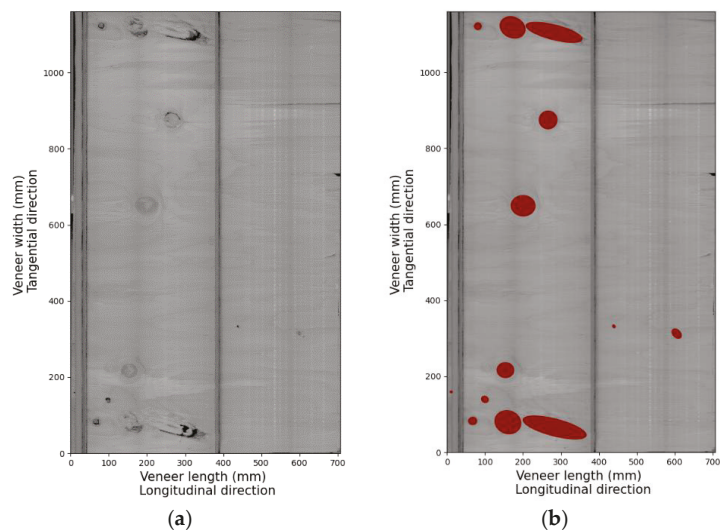 1000
800
600
400
200
0
Veneer width (mm)
Tangential direction
0 100 200 300 400 500 600 700
Veneer length (mm)
Longitudinal direction
(a)
1000
800
600
400
200
0
Veneer width (mm)
Tangential direction
0 100 200 300 400 500 600 700
Veneer length (mm)
Longitudinal direction
(b)